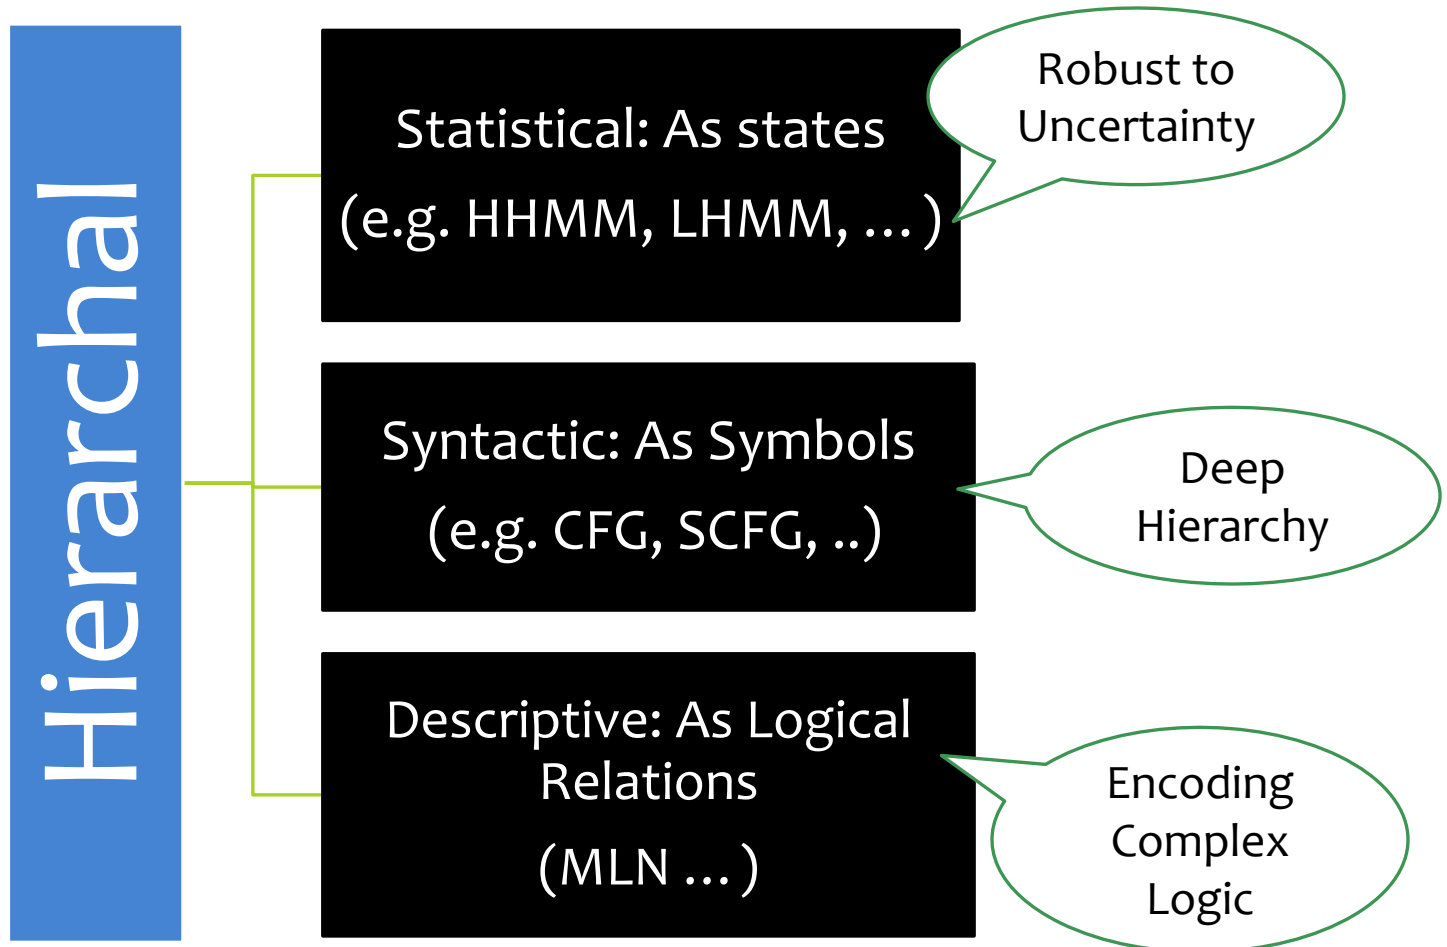 Hierarchal
Statistical: As states
(e.g. HHMM, LHMM, … )
Robust to
Uncertainty
Syntactic: As Symbols
(e.g. CFG, SCFG, ..)
Deep
Hierarchy
Descriptive: As Logical
Relations
(MLN … )
Encoding
Complex
Logic